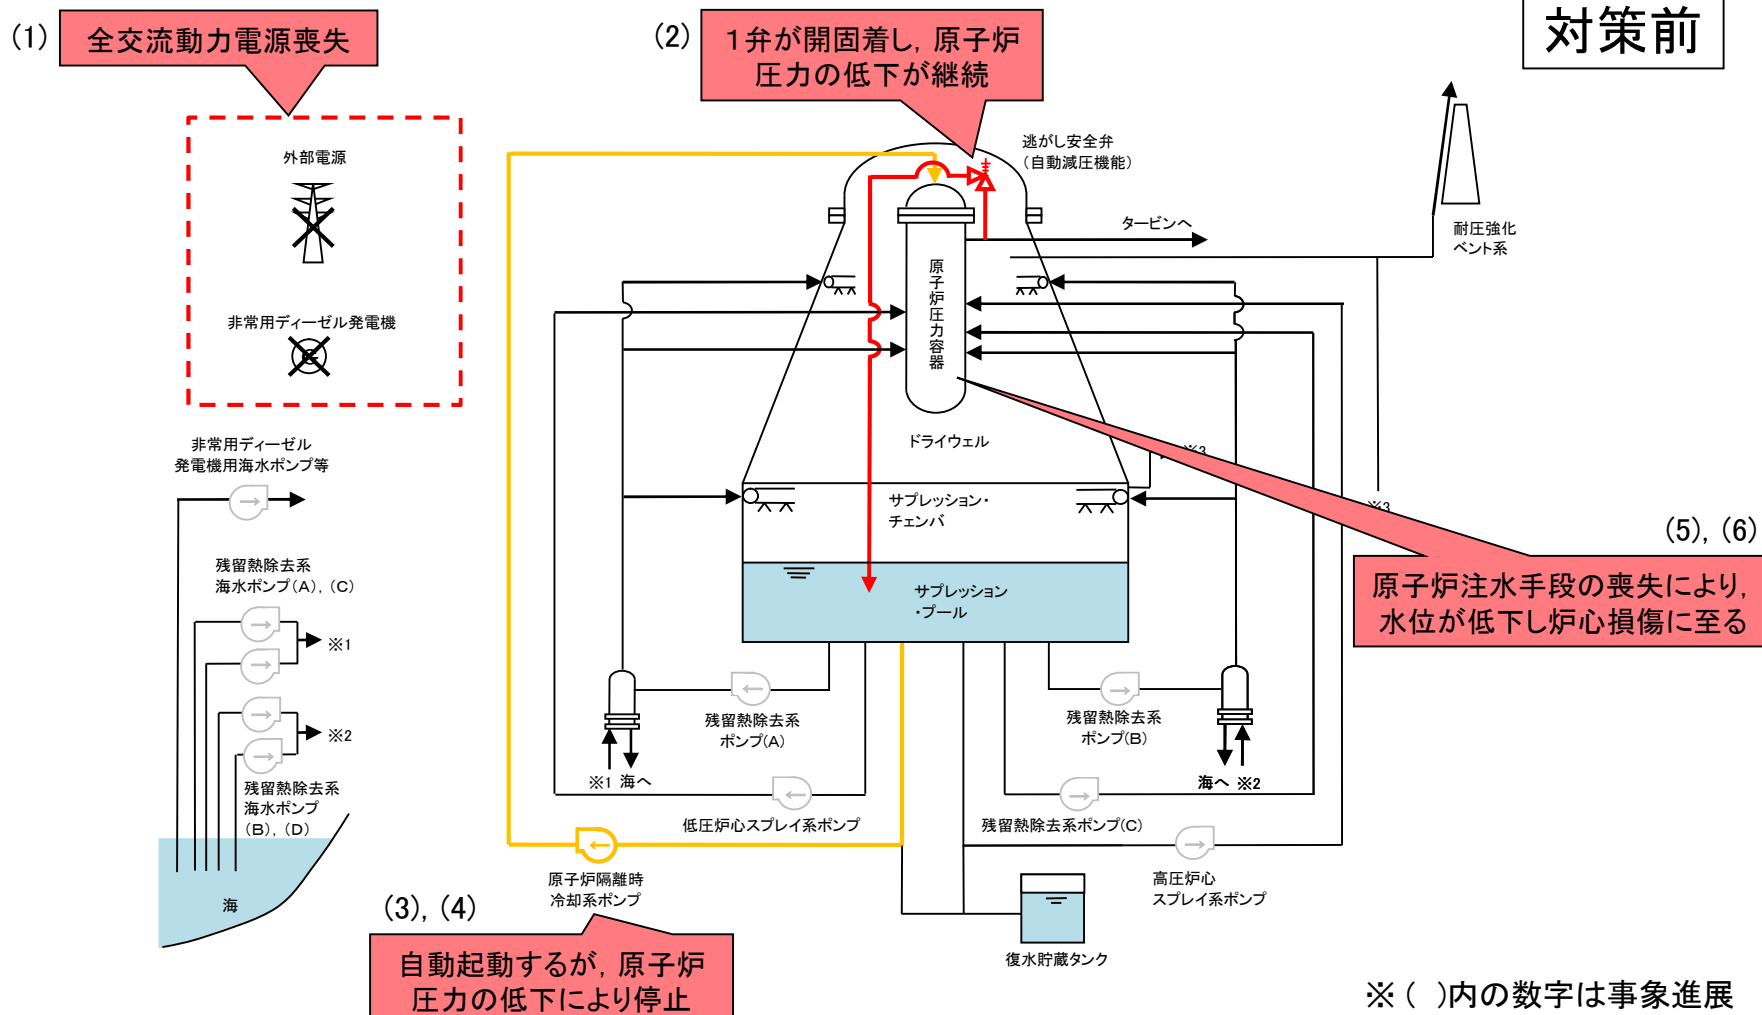 対策前
(1)
全交流動力電源喪失
(2)
1弁が開固着し，原子炉
圧力の低下が継続
外部電源
非常用ディーゼル発電機
G
逃がし安全弁
(自動減圧機能)
タービンへ
耐圧強化
ベント系
原子炉圧力容器
ドライウェル
※3
※3
サプレッション・
チェンバ
サプレッション
・プール
非常用ディーゼル
発電機用海水ポンプ等
残留熱除去系
海水ポンプ(A)，(C)
※1
※2
残留熱除去系
海水ポンプ
(B)，(D)
海
(5)，(6)
原子炉注水手段の喪失により，
水位が低下し炉心損傷に至る
残留熱除去系
ポンプ(A)
残留熱除去系
ポンプ(B)
※1 海へ
海へ ※2
低圧炉心スプレイ系ポンプ
残留熱除去系ポンプ(C)
原子炉隔離時
冷却系ポンプ
高圧炉心
スプレイ系ポンプ
(3)，(4)
自動起動するが，原子炉
圧力の低下により停止
復水貯蔵タンク
※ ( )内の数字は事象進展